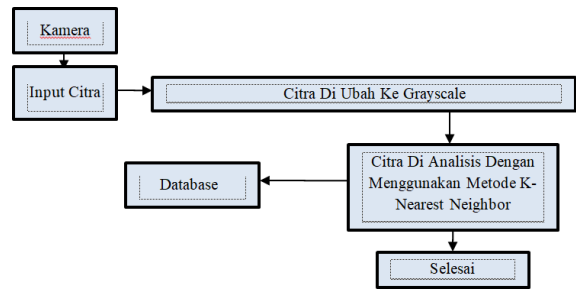 Kamera
Input Citra
Citra Di Ubah Ke Grayscale
Citra Di Analisis Dengan
Menggunakan Metode K-
Nearest Neighbor
Database
Selesai